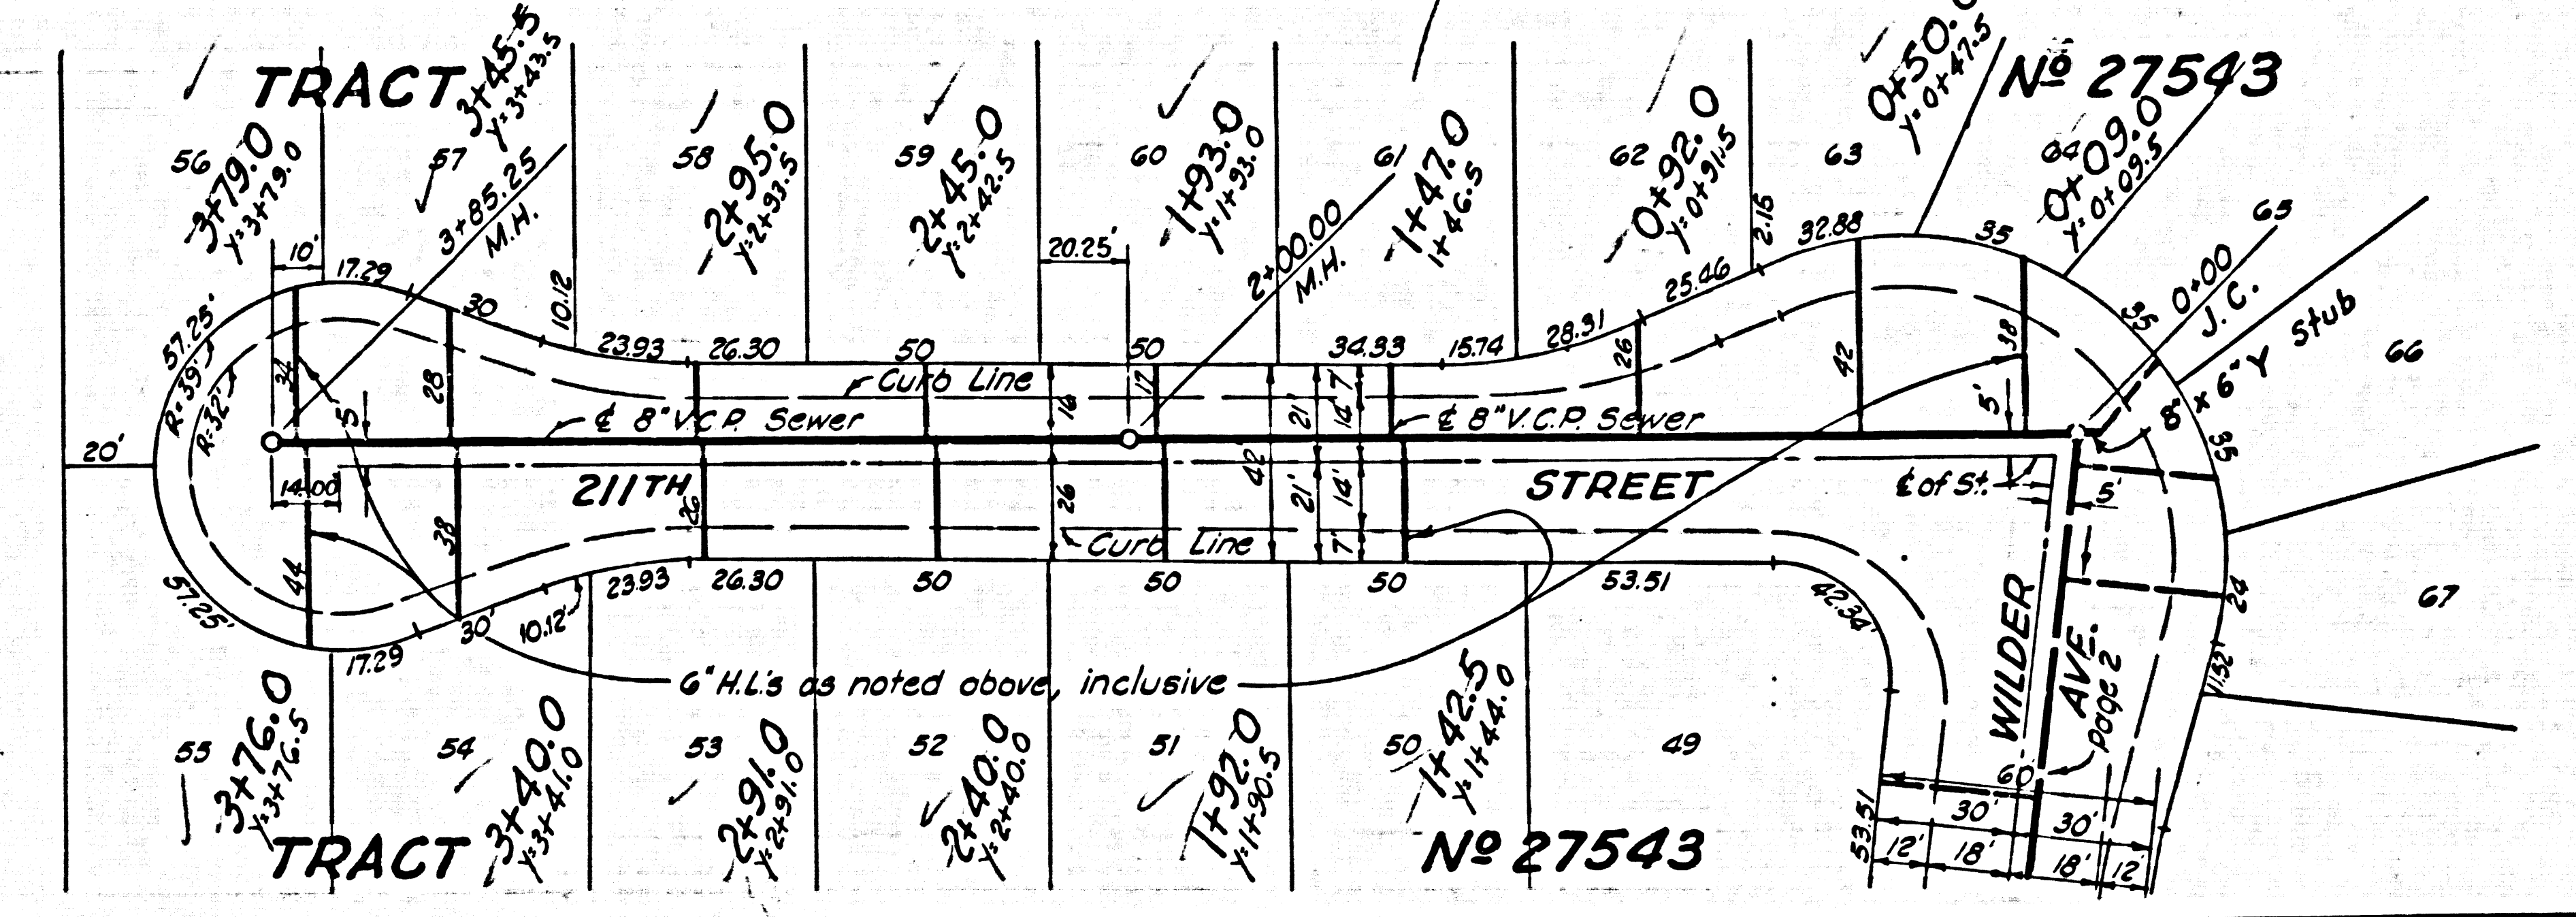 TRACT
Nº 27543
3+79.0
Y=3+79.0
3+45.5
Y=3+43.5
2+95.0
Y=2+93.5
2+45.0
Y=2+42.5
1+93.0
Y=1+93.0
1+47.0
1+46.5
0+92.0
Y=0+91.5
0+50.0
Y=0+47.5
0+09.0
Y=0+09.5
56
57
58
59
60
61
62
63
64
65
66
67
3+85.25
M.H.
2+00.00
M.H.
0+00
J.C.
8" x 6" Y Stub
10'
17.29
30
10.12
23.93
26.30
50
20.25'
50
34.33
15.74
28.31
25.46
2.15
32.88
35
35
35
24
11.52'
57.25'
R=39'
R=32'
34
28
5'
16
17
21'
14'
7'
26
42
38
5'
Curb Line
₵ 8" V.C.P. Sewer
₵ 8" V.C.P. Sewer
20'
14.00
211TH
STREET
₵ of St.
5'
44
38
26
26
42
21'
14'
7'
Curb Line
57.25'
17.29
30'
10.12'
23.93
26.30
50
50
50
53.51
42.34'
6" H.L.'s as noted above, inclusive
WILDER
AVE.
page 2
55
54
53
52
51
50
49
3+76.0
Y=3+76.5
3+40.0
Y=3+41.0
2+91.0
Y=2+91.0
2+40.0
Y=2+40.0
1+92.0
Y=1+90.5
1+42.5
Y=1+44.0
TRACT
Nº 27543
53.51
60'
30'
30'
12'
18'
18'
12'